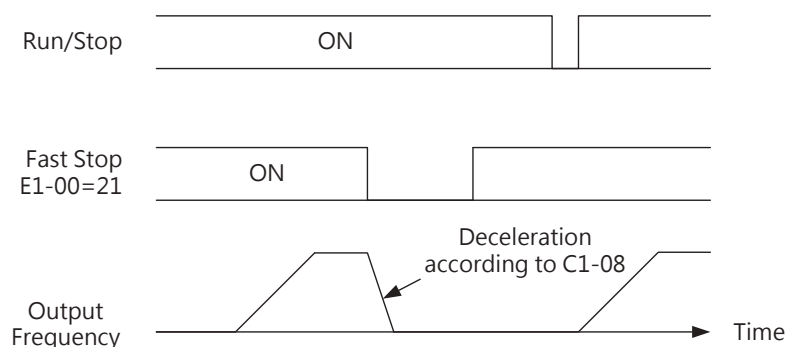 Run/Stop
ON
Fast Stop
E1-00=21
ON
Deceleration
according to C1-08
Output
Frequency
Time